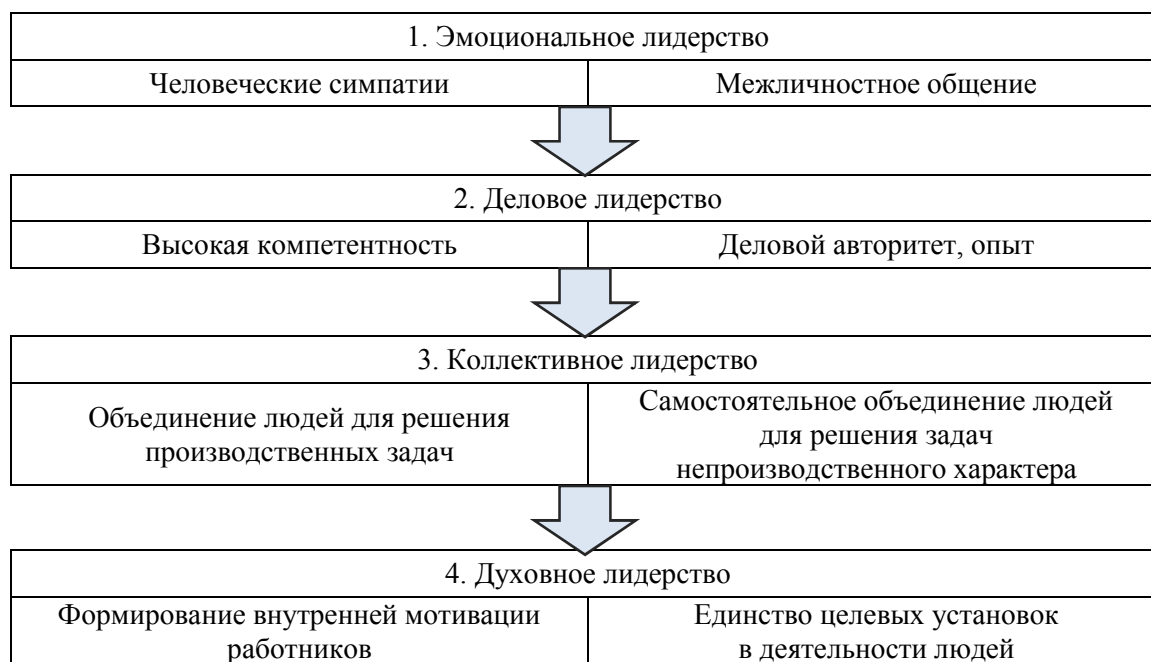 1. Эмоциональное лидерство
Человеческие симпатии
Межличностное общение
2. Деловое лидерство
Высокая компетентность
Деловой авторитет, опыт
3. Коллективное лидерство
Объединение людей для решения
производственных задач
Самостоятельное объединение людей
для решения задач
непроизводственного характера
4. Духовное лидерство
Формирование внутренней мотивации
работников
Единство целевых установок
в деятельности людей